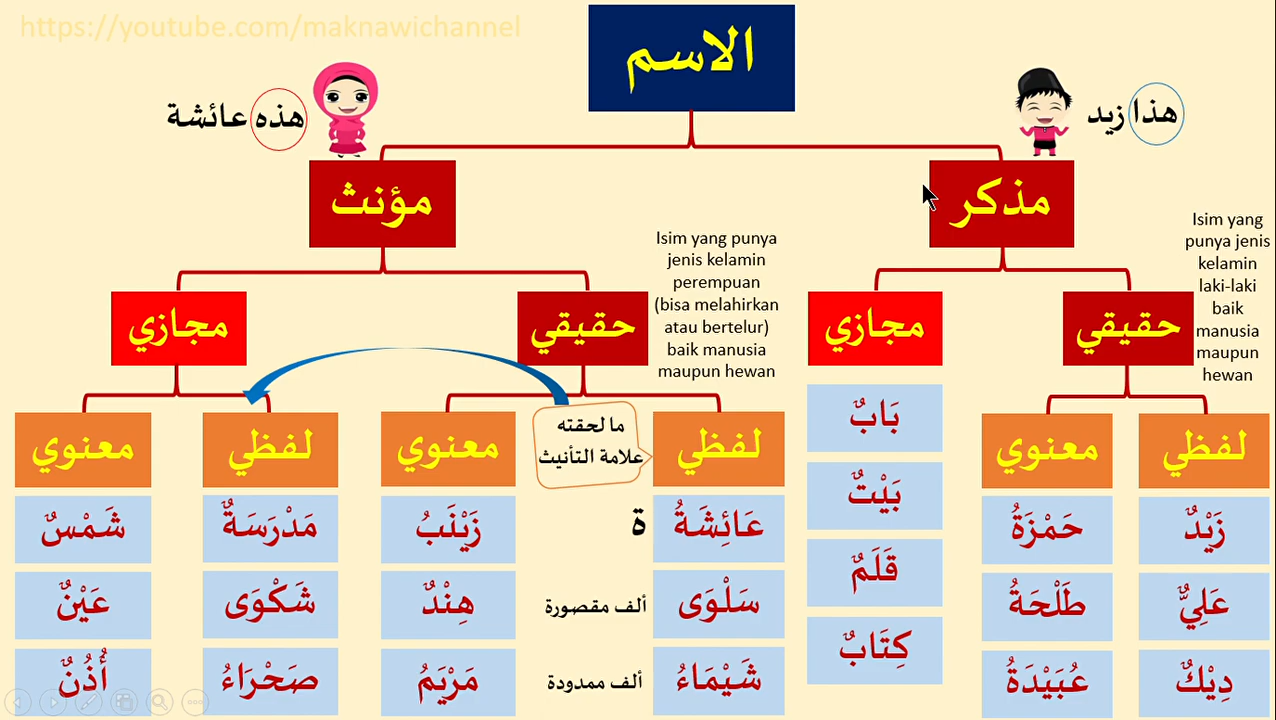 https://youtube.com/maknawichannel
الاسم
هذا زيد
هذه عائشة
مذكر
مؤنث
Isim yang
punya jenis
kelamin
laki-laki
baik
manusia
maupun
hewan
Isim yang punya
jenis kelamin
perempuan
(bisa melahirkan
atau bertelur)
baik manusia
maupun hewan
حقيقي
مجازي
حقيقي
مجازي
لفظي
معنوي
زَيْدٌ
حَمْزَةُ
عَلِيٌّ
طَلْحَةُ
دِيْكٌ
عُبَيْدَةُ
بَابٌ
بَيْتٌ
قَلَمٌ
كِتَابٌ
لفظي
ما لحقته
علامة التأنيث
معنوي
لفظي
معنوي
عَائِشَةُ
ة
زَيْنَبُ
مَدْرَسَةٌ
شَمْسٌ
سَلْوَى
ألف مقصورة
هِنْدٌ
شَكْوَى
عَيْنٌ
شَيْمَاءُ
ألف ممدودة
مَرْيَمُ
صَحْرَاءُ
أُذُنٌ